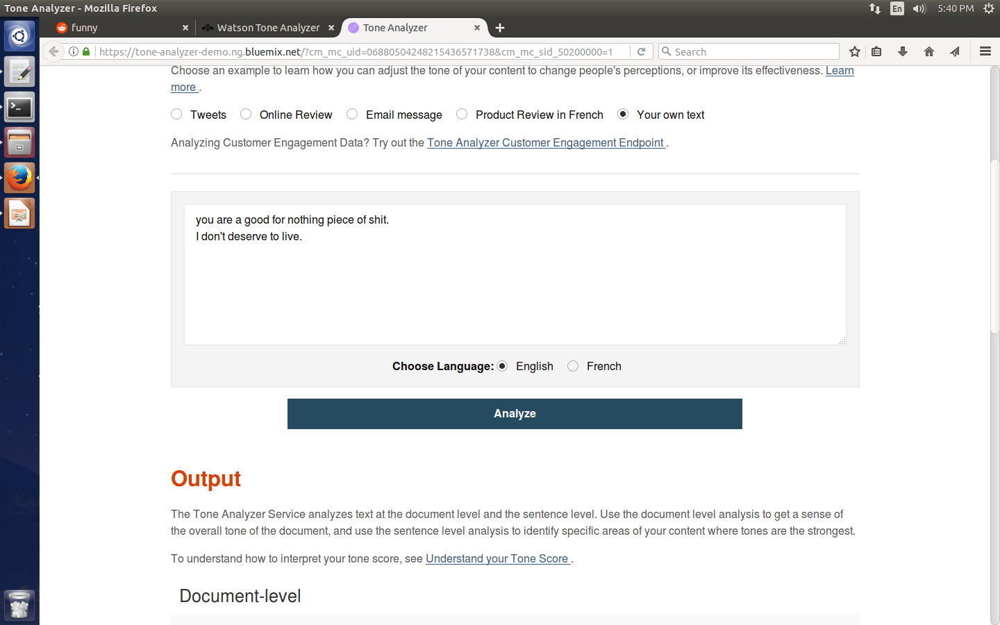 Tone Analyzer - Mozilla Firefox
En
5:40 PM
funny
Watson Tone Analyzer
Tone Analyzer
https://tone-analyzer-demo.ng.bluemix.net/?cm_mc_uid=06880504248215436571738&cm_mc_sid_50200000=1
Search
Choose an example to learn how you can adjust the tone of your content to change people's perceptions, or improve its effectiveness. Learn
more .
Tweets
Online Review
Email message
Product Review in French
Your own text
Analyzing Customer Engagement Data? Try out the Tone Analyzer Customer Engagement Endpoint .
you are a good for nothing piece of shit.
I don't deserve to live.
Choose Language:
English
French
Analyze
Output
The Tone Analyzer Service analyzes text at the document level and the sentence level. Use the document level analysis to get a sense of
the overall tone of the document, and use the sentence level analysis to identify specific areas of your content where tones are the strongest.
To understand how to interpret your tone score, see Understand your Tone Score .
Document-level